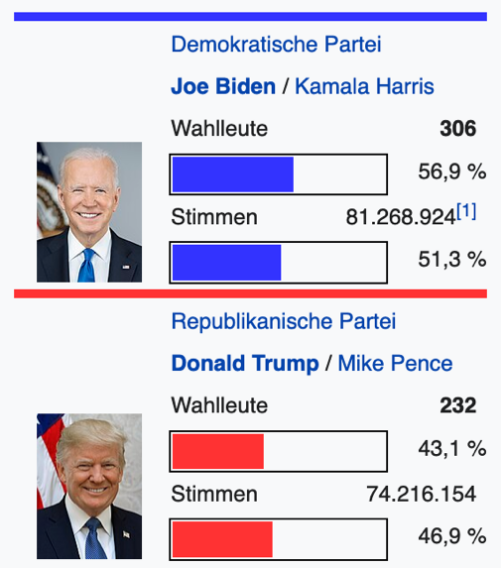 Demokratische Partei
Joe Biden / Kamala Harris
Wahlleute 306
56,9 %
Stimmen 81.268.924[1]
51,3 %
Republikanische Partei
Donald Trump / Mike Pence
Wahlleute 232
43,1 %
Stimmen 74.216.154
46,9 %